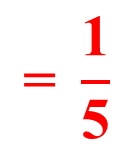 = 1/5